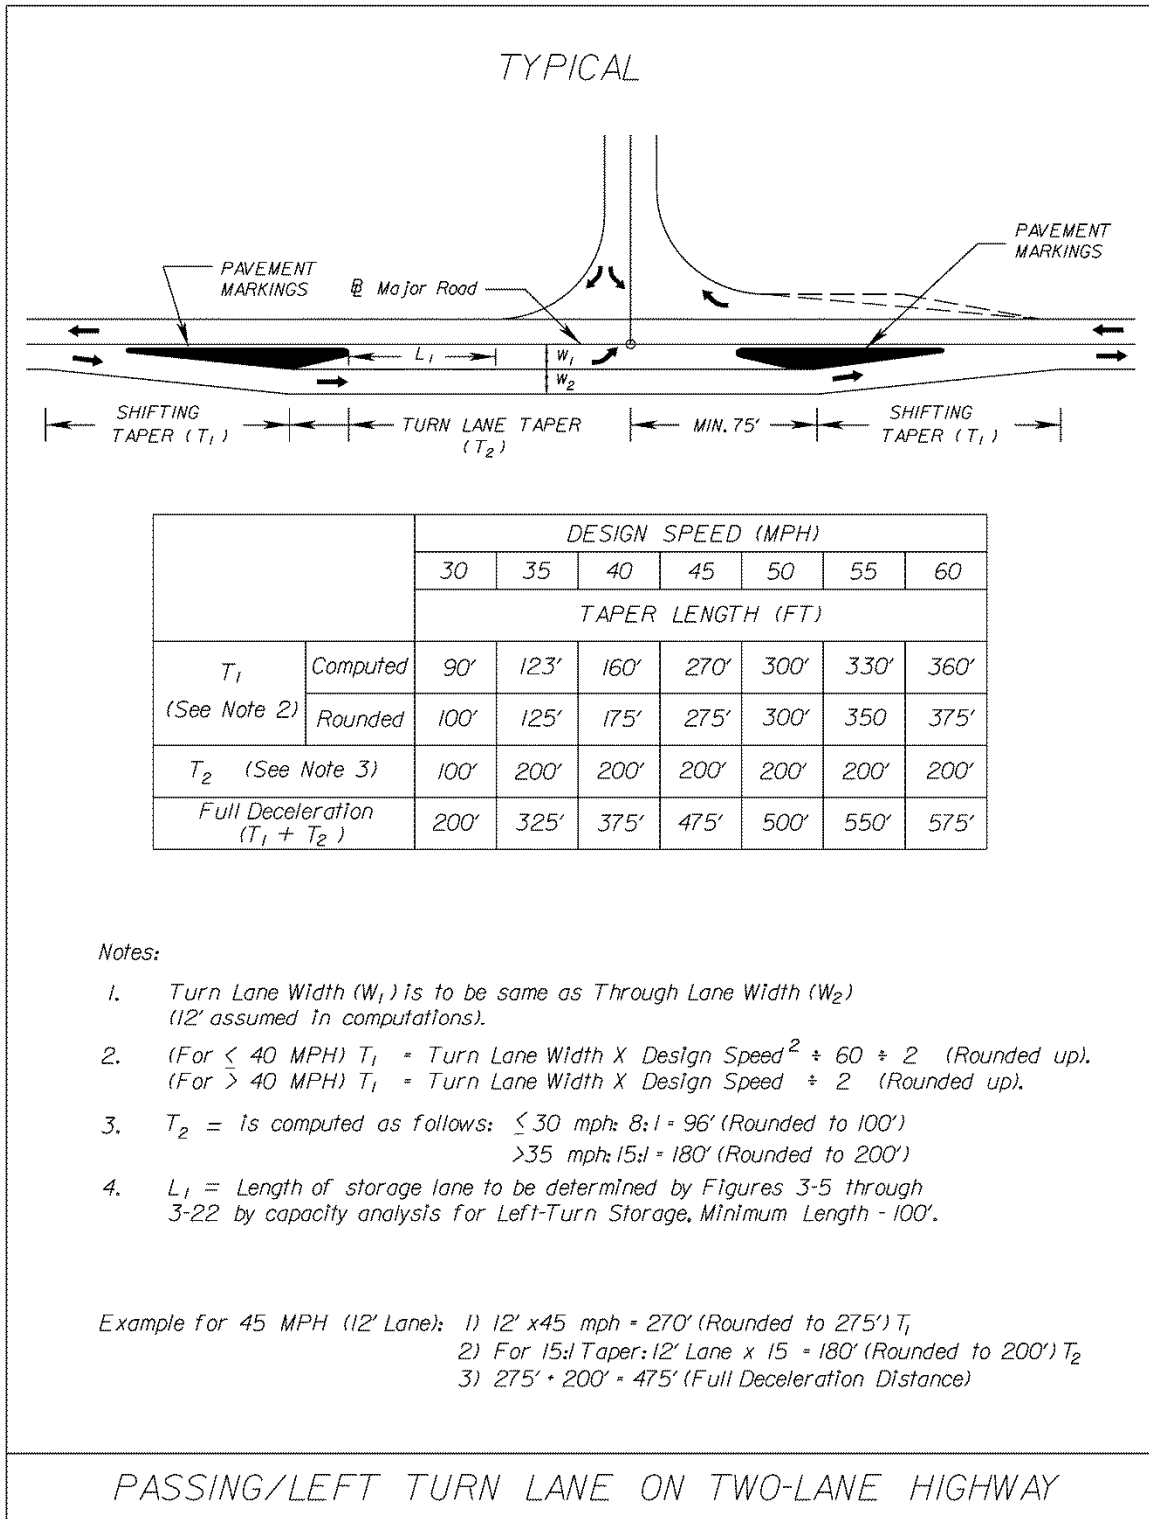 TYPICAL
PAVEMENT
MARKINGS
PAVEMENT
MARKINGS
℄ Major Road
L₁
W₁
W₂
SHIFTING
TAPER (T₁)
TURN LANE TAPER
(T₂)
MIN. 75'
SHIFTING
TAPER (T₁)
DESIGN SPEED (MPH)
30 35 40 45 50 55 60
TAPER LENGTH (FT)
T₁
(See Note 2)
Computed 90' 123' 160' 270' 300' 330' 360'
Rounded 100' 125' 175' 275' 300' 350 375'
T₂ (See Note 3) 100' 200' 200' 200' 200' 200' 200'
Full Deceleration
(T₁ + T₂) 200' 325' 375' 475' 500' 550' 575'
Notes:
1. Turn Lane Width (W₁) is to be same as Through Lane Width (W₂)
(12' assumed in computations).
2. (For ≤ 40 MPH) T₁ = Turn Lane Width X Design Speed² ÷ 60 ÷ 2 (Rounded up).
(For > 40 MPH) T₁ = Turn Lane Width X Design Speed ÷ 2 (Rounded up).
3. T₂ = is computed as follows: ≤ 30 mph: 8:1 = 96' (Rounded to 100')
>35 mph: 15:1 = 180' (Rounded to 200')
4. L₁ = Length of storage lane to be determined by Figures 3-5 through
3-22 by capacity analysis for Left-Turn Storage. Minimum Length - 100'.
Example for 45 MPH (12' Lane): 1) 12' x45 mph = 270' (Rounded to 275') T₁
2) For 15:1 Taper: 12' Lane x 15 = 180' (Rounded to 200') T₂
3) 275' + 200' = 475' (Full Deceleration Distance)
PASSING/LEFT TURN LANE ON TWO-LANE HIGHWAY